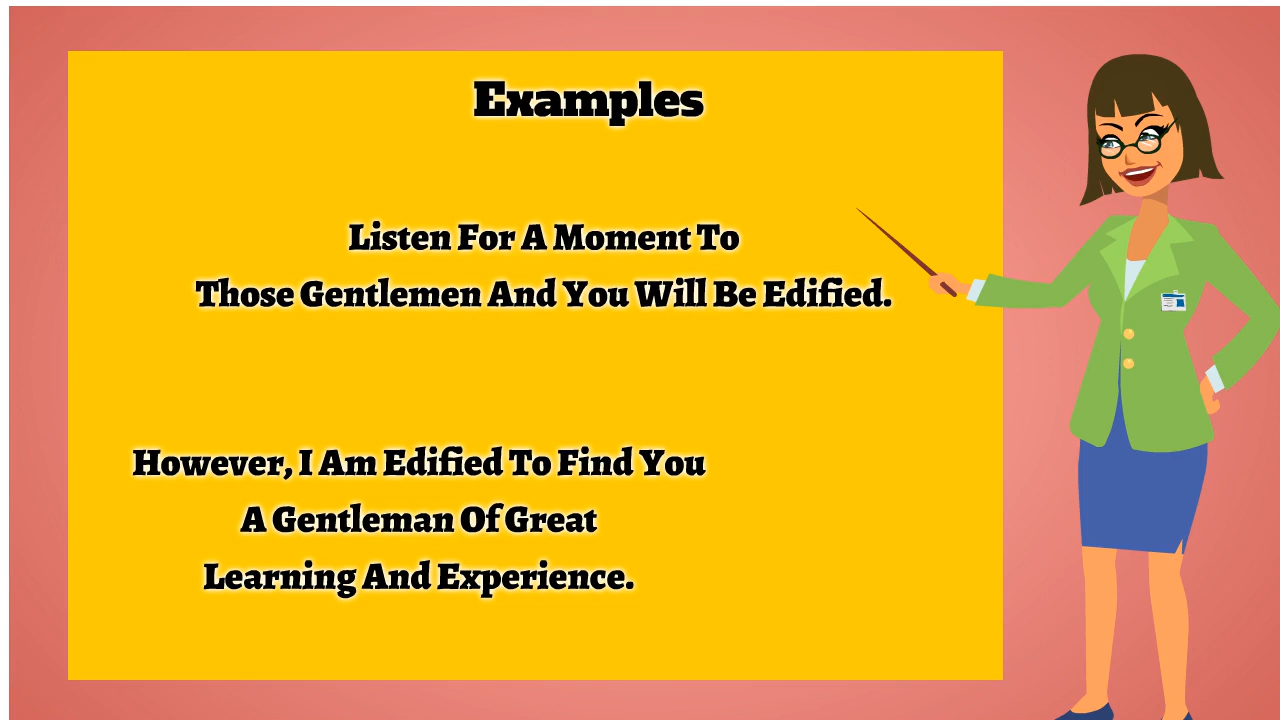 Examples
Listen For A Moment To
Those Gentlemen And You Will Be Edified.
However, I Am Edified To Find You
A Gentleman Of Great
Learning And Experience.